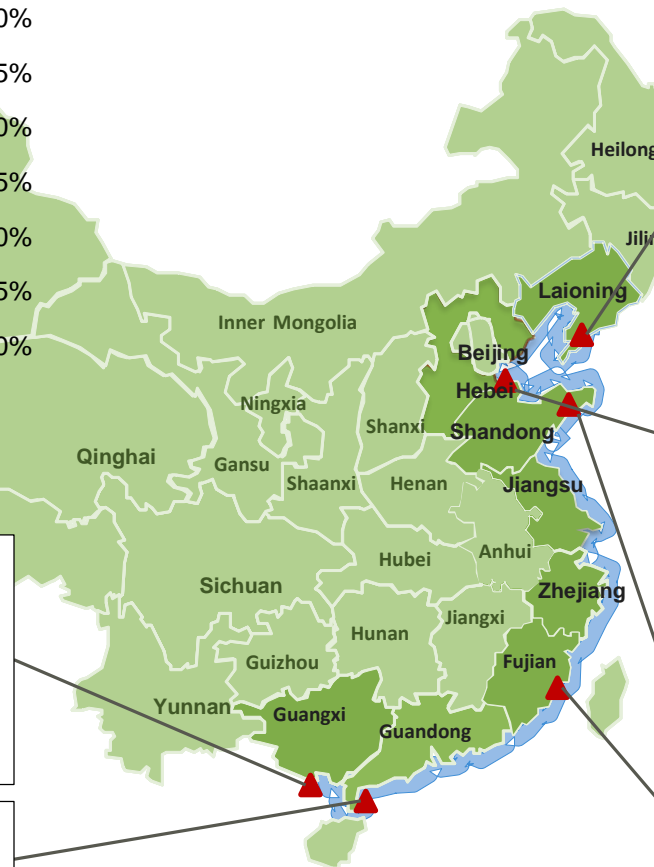 0%
5%
0%
5%
0%
5%
0%
Heilong
Jilin
Laioning
Inner Mongolia
Beijing
Hebei
Ningxia
Shanxi
Shandong
Qinghai
Gansu
Shaanxi
Henan
Jiangsu
Hubei
Anhui
Sichuan
Zhejiang
Jiangxi
Hunan
Guizhou
Fujian
Yunnan
Guangxi
Guandong